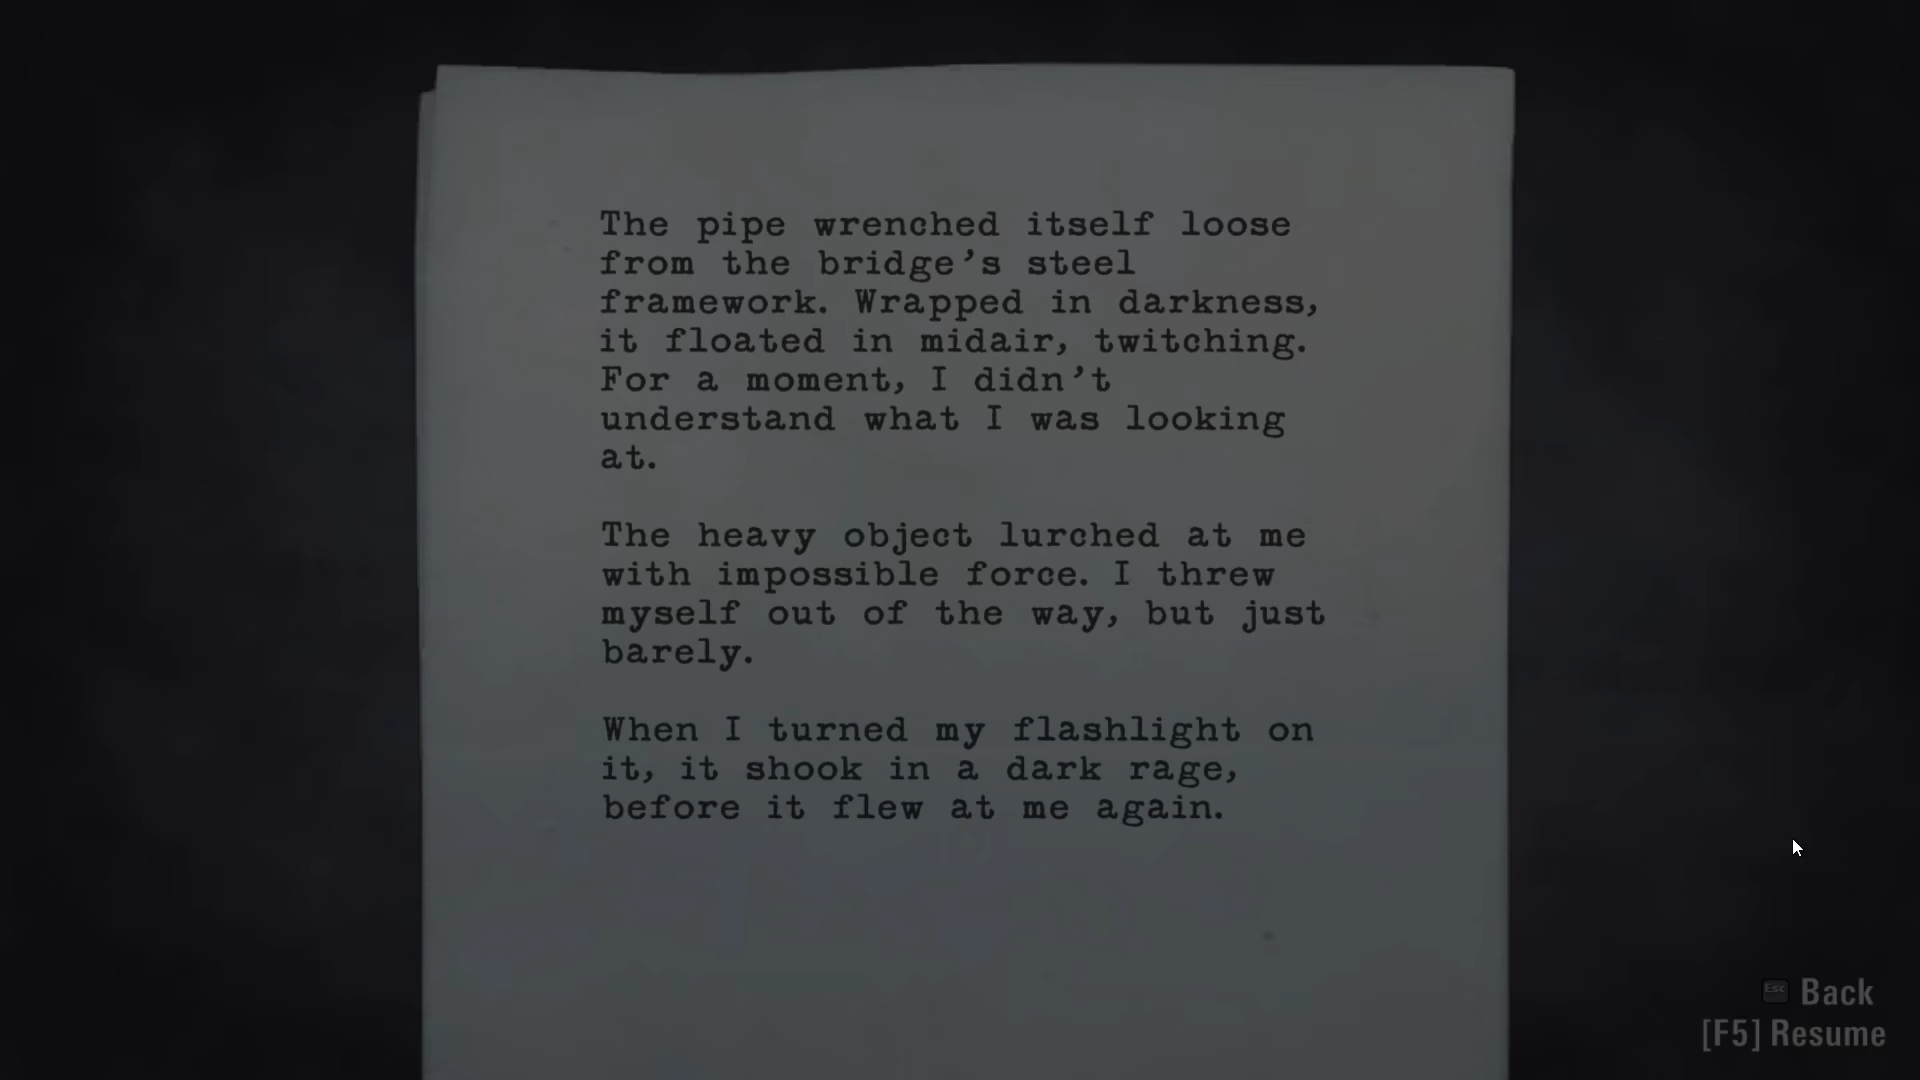 The pipe wrenched itself loose
from the bridge’s steel
framework. Wrapped in darkness,
it floated in midair, twitching.
For a moment, I didn’t
understand what I was looking
at.
The heavy object lurched at me
with impossible force. I threw
myself out of the way, but just
barely.
When I turned my flashlight on
it, it shook in a dark rage,
before it flew at me again.
Esc Back
[F5] Resume